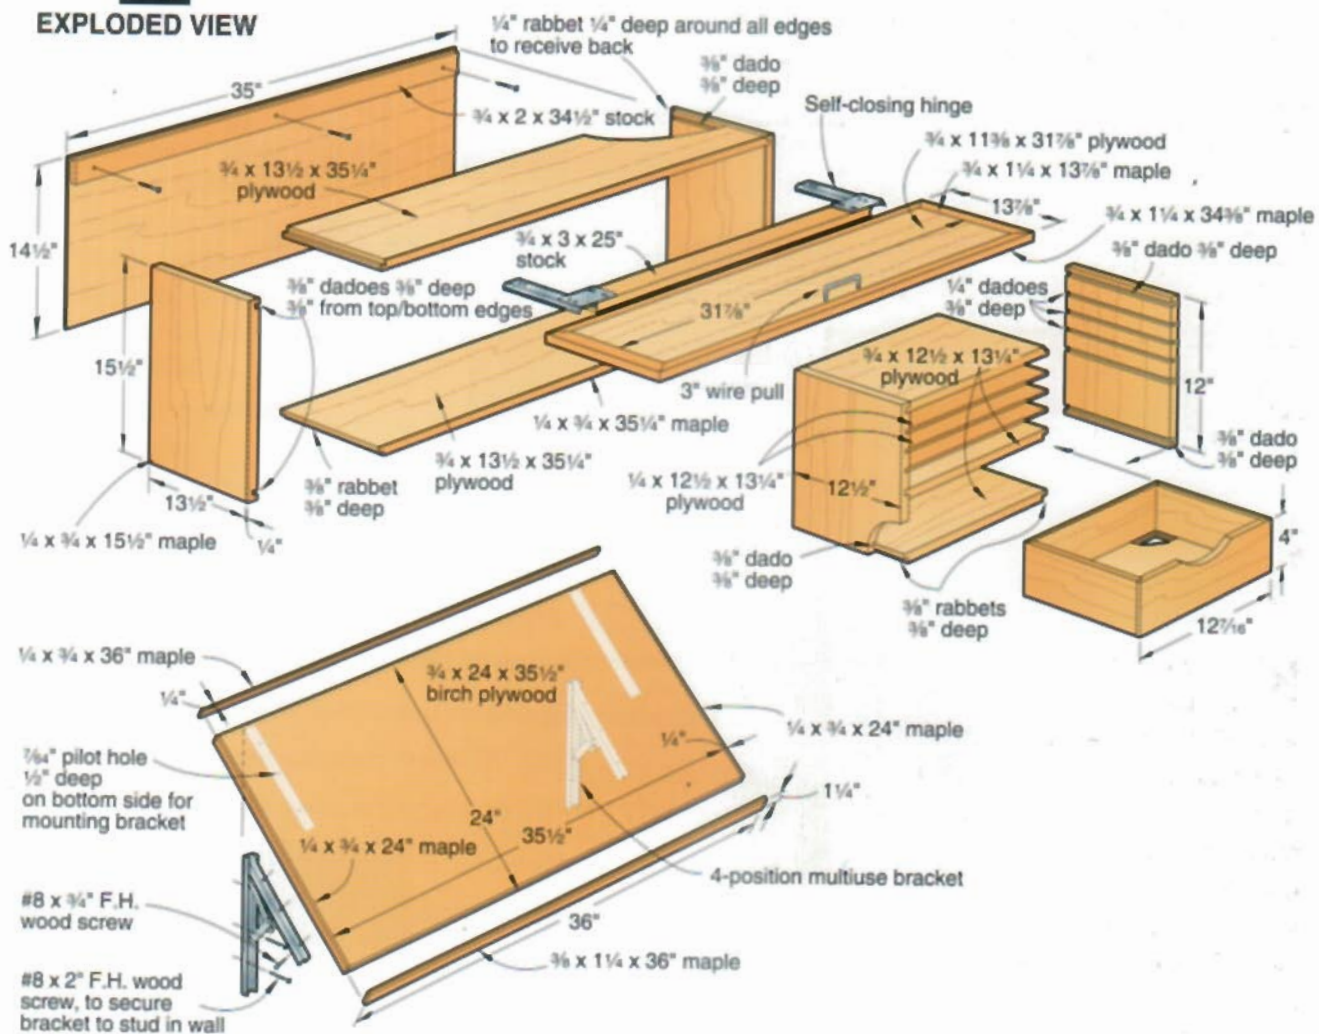 EXPLODED VIEW
¼" rabbet ¼" deep around all edges
to receive back
⅜" dado
⅜" deep
35"
Self-closing hinge
¾ x 2 x 34½" stock
¾ x 11⅜ x 31⅞" plywood
¾ x 1¼ x 13⅞" maple
¾ x 13½ x 35¼"
plywood
13⅞"
¾ x 1¼ x 34⅜" maple
14½"
¾ x 3 x 25"
stock
⅜" dado ⅜" deep
⅜" dadoes ⅜" deep
⅜" from top/bottom edges
¼" dadoes
⅜" deep
31⅞"
15½"
¾ x 12½ x 13¼"
plywood
3" wire pull
12"
¼ x ¾ x 35¼" maple
⅜" dado
⅜" deep
¾ x 13½ x 35¼"
plywood
¼ x 12½ x 13¼"
plywood
12½"
⅜" rabbet
⅜" deep
13½"
¼"
¼ x ¾ x 15½" maple
4"
⅜" dado
⅜" deep
⅜" rabbets
⅜" deep
12⁷⁄₁₆"
¼ x ¾ x 36" maple
¾ x 24 x 35½"
birch plywood
¼"
¼ x ¾ x 24" maple
¼"
⁷⁄₆₄" pilot hole
½" deep
on bottom side for
mounting bracket
1¼"
24"
35½"
¼ x ¾ x 24" maple
4-position multiuse bracket
#8 x ¾" F.H.
wood screw
36"
⅜ x 1¼ x 36" maple
#8 x 2" F.H. wood
screw, to secure
bracket to stud in wall